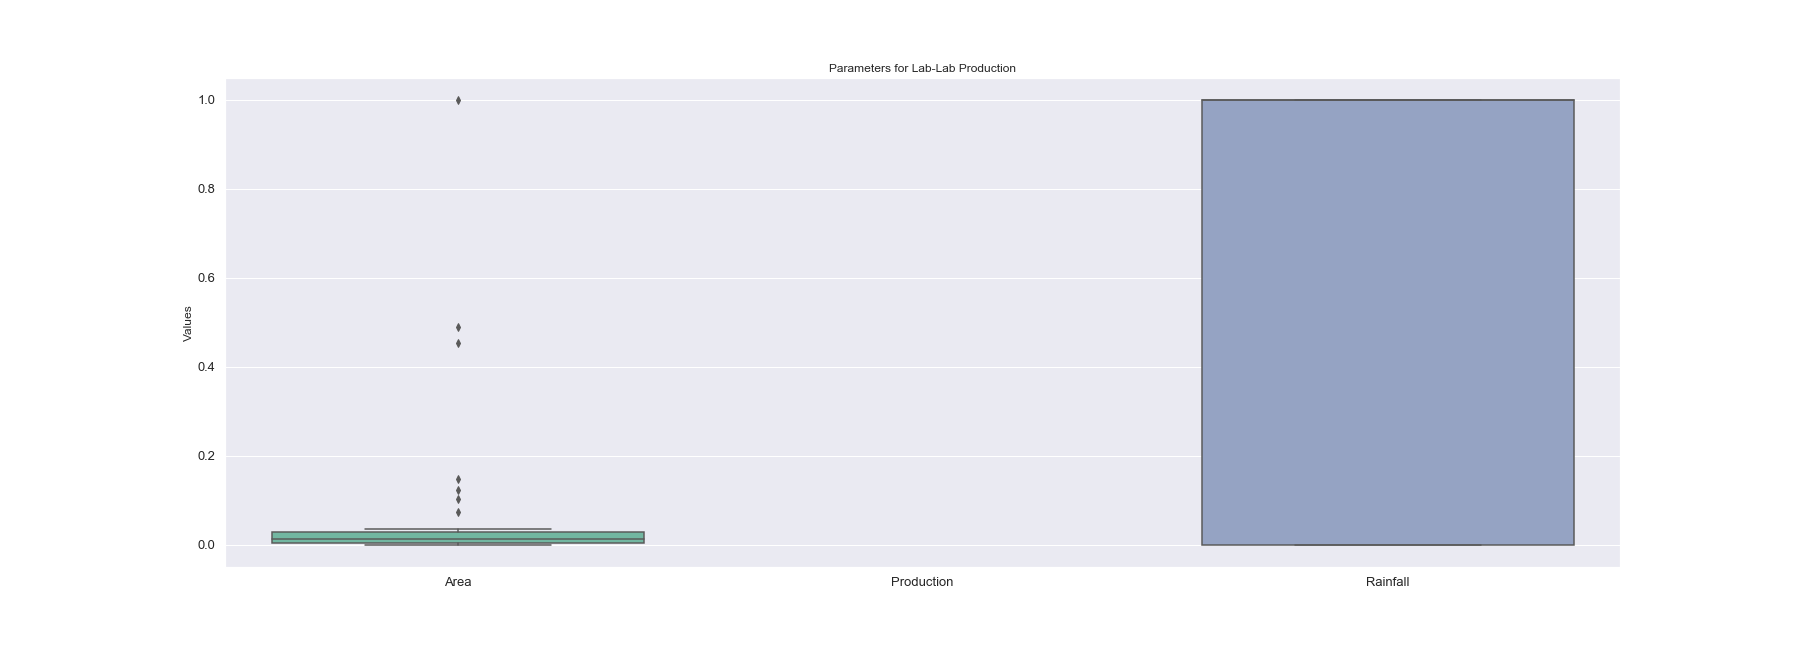 Parameters for Lab-Lab Production
1.0
0.8
0.6
0.4
0.2
0.0
Values
Area
Production
Rainfall